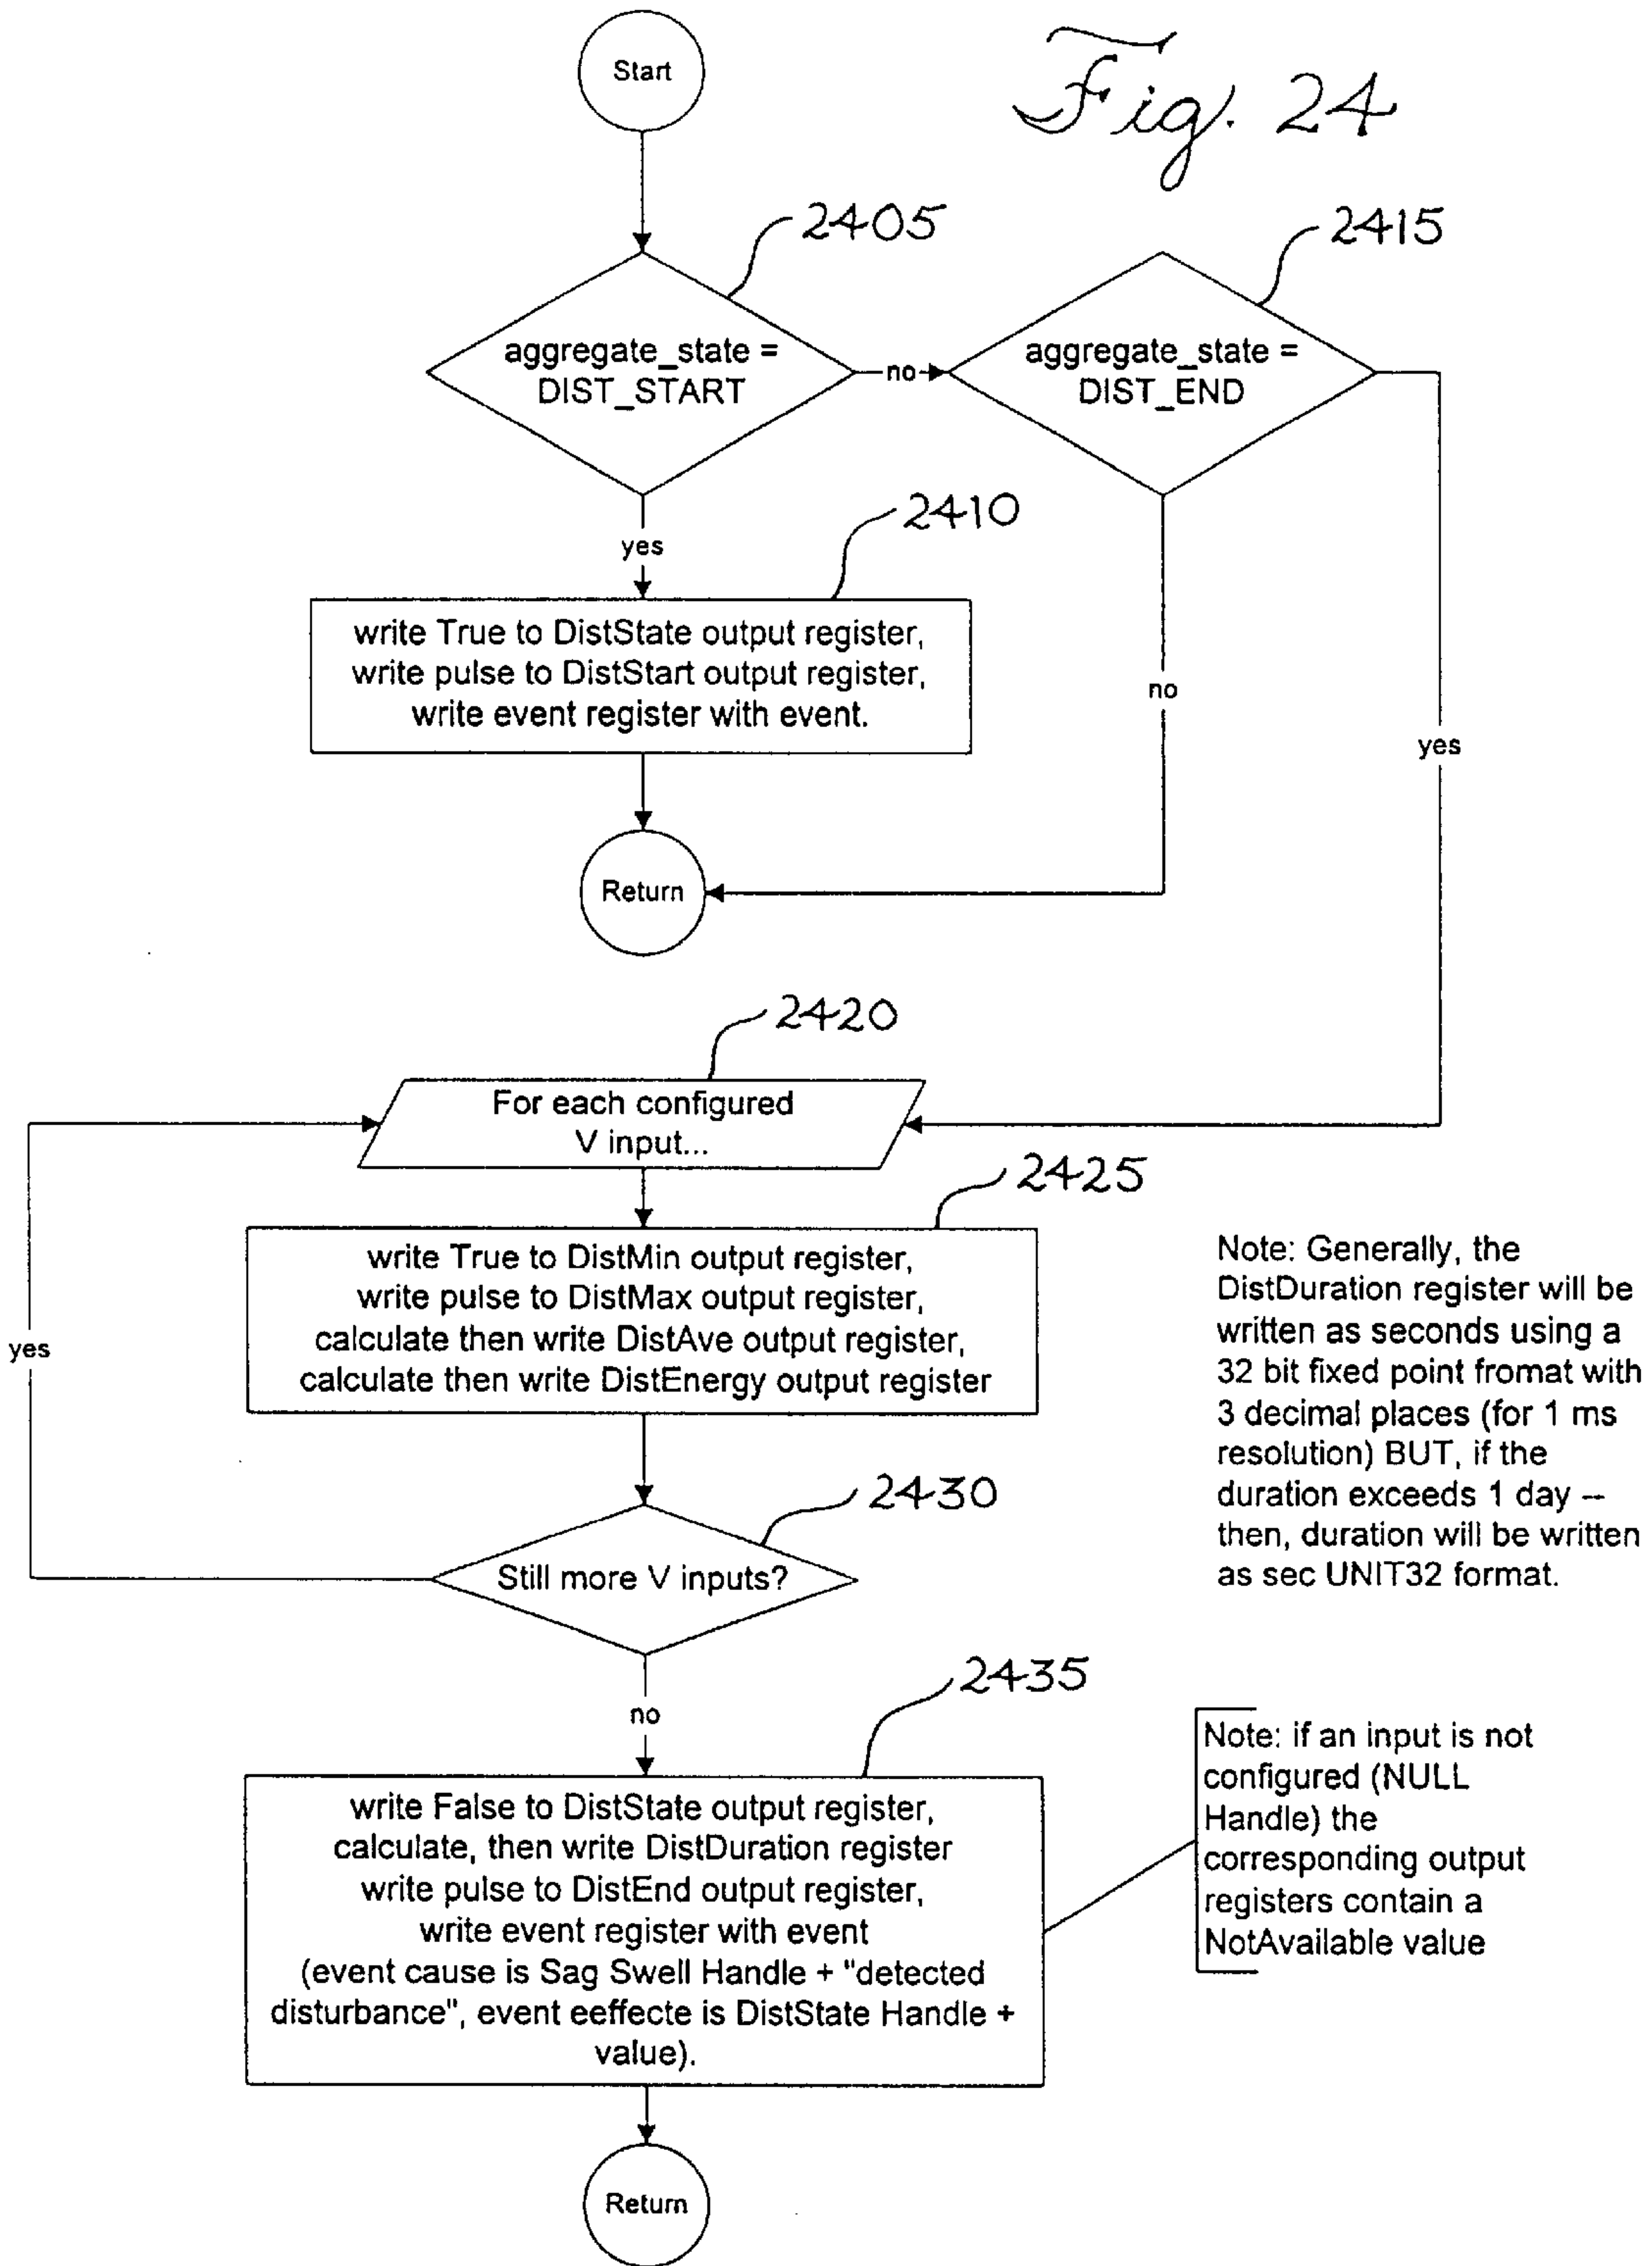 Start
Fig. 24
2405
2415
aggregate_state =
DIST_START
no
aggregate_state =
DIST_END
2410
yes
write True to DistState output register,
write pulse to DistStart output register,
write event register with event.
no
yes
Return
2420
For each configured
V input...
2425
write True to DistMin output register,
write pulse to DistMax output register,
calculate then write DistAve output register,
calculate then write DistEnergy output register
Note: Generally, the
DistDuration register will be
written as seconds using a
32 bit fixed point fromat with
3 decimal places (for 1 ms
resolution) BUT, if the
duration exceeds 1 day –
then, duration will be written
as sec UNIT32 format.
yes
2430
Still more V inputs?
2435
no
write False to DistState output register,
calculate, then write DistDuration register
write pulse to DistEnd output register,
write event register with event
(event cause is Sag Swell Handle + "detected
disturbance", event eeffecte is DistState Handle +
value).
Note: if an input is not
configured (NULL
Handle) the
corresponding output
registers contain a
NotAvailable value
Return